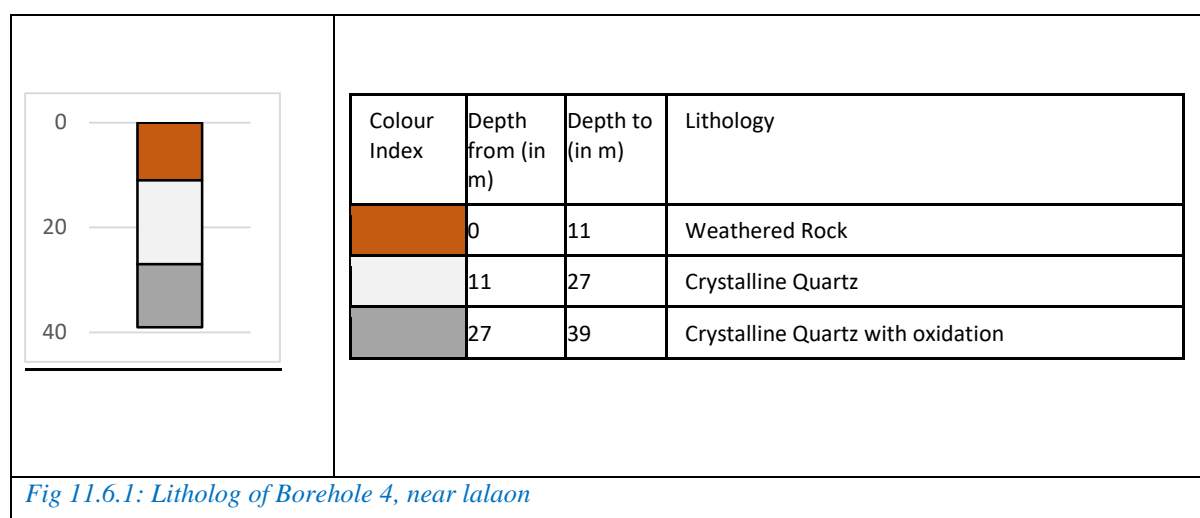 0
20
40
Colour Index
Depth from (in m)
Depth to (in m)
Lithology
0 11 Weathered Rock
11 27 Crystalline Quartz
27 39 Crystalline Quartz with oxidation
Fig 11.6.1: Litholog of Borehole 4, near lalaon